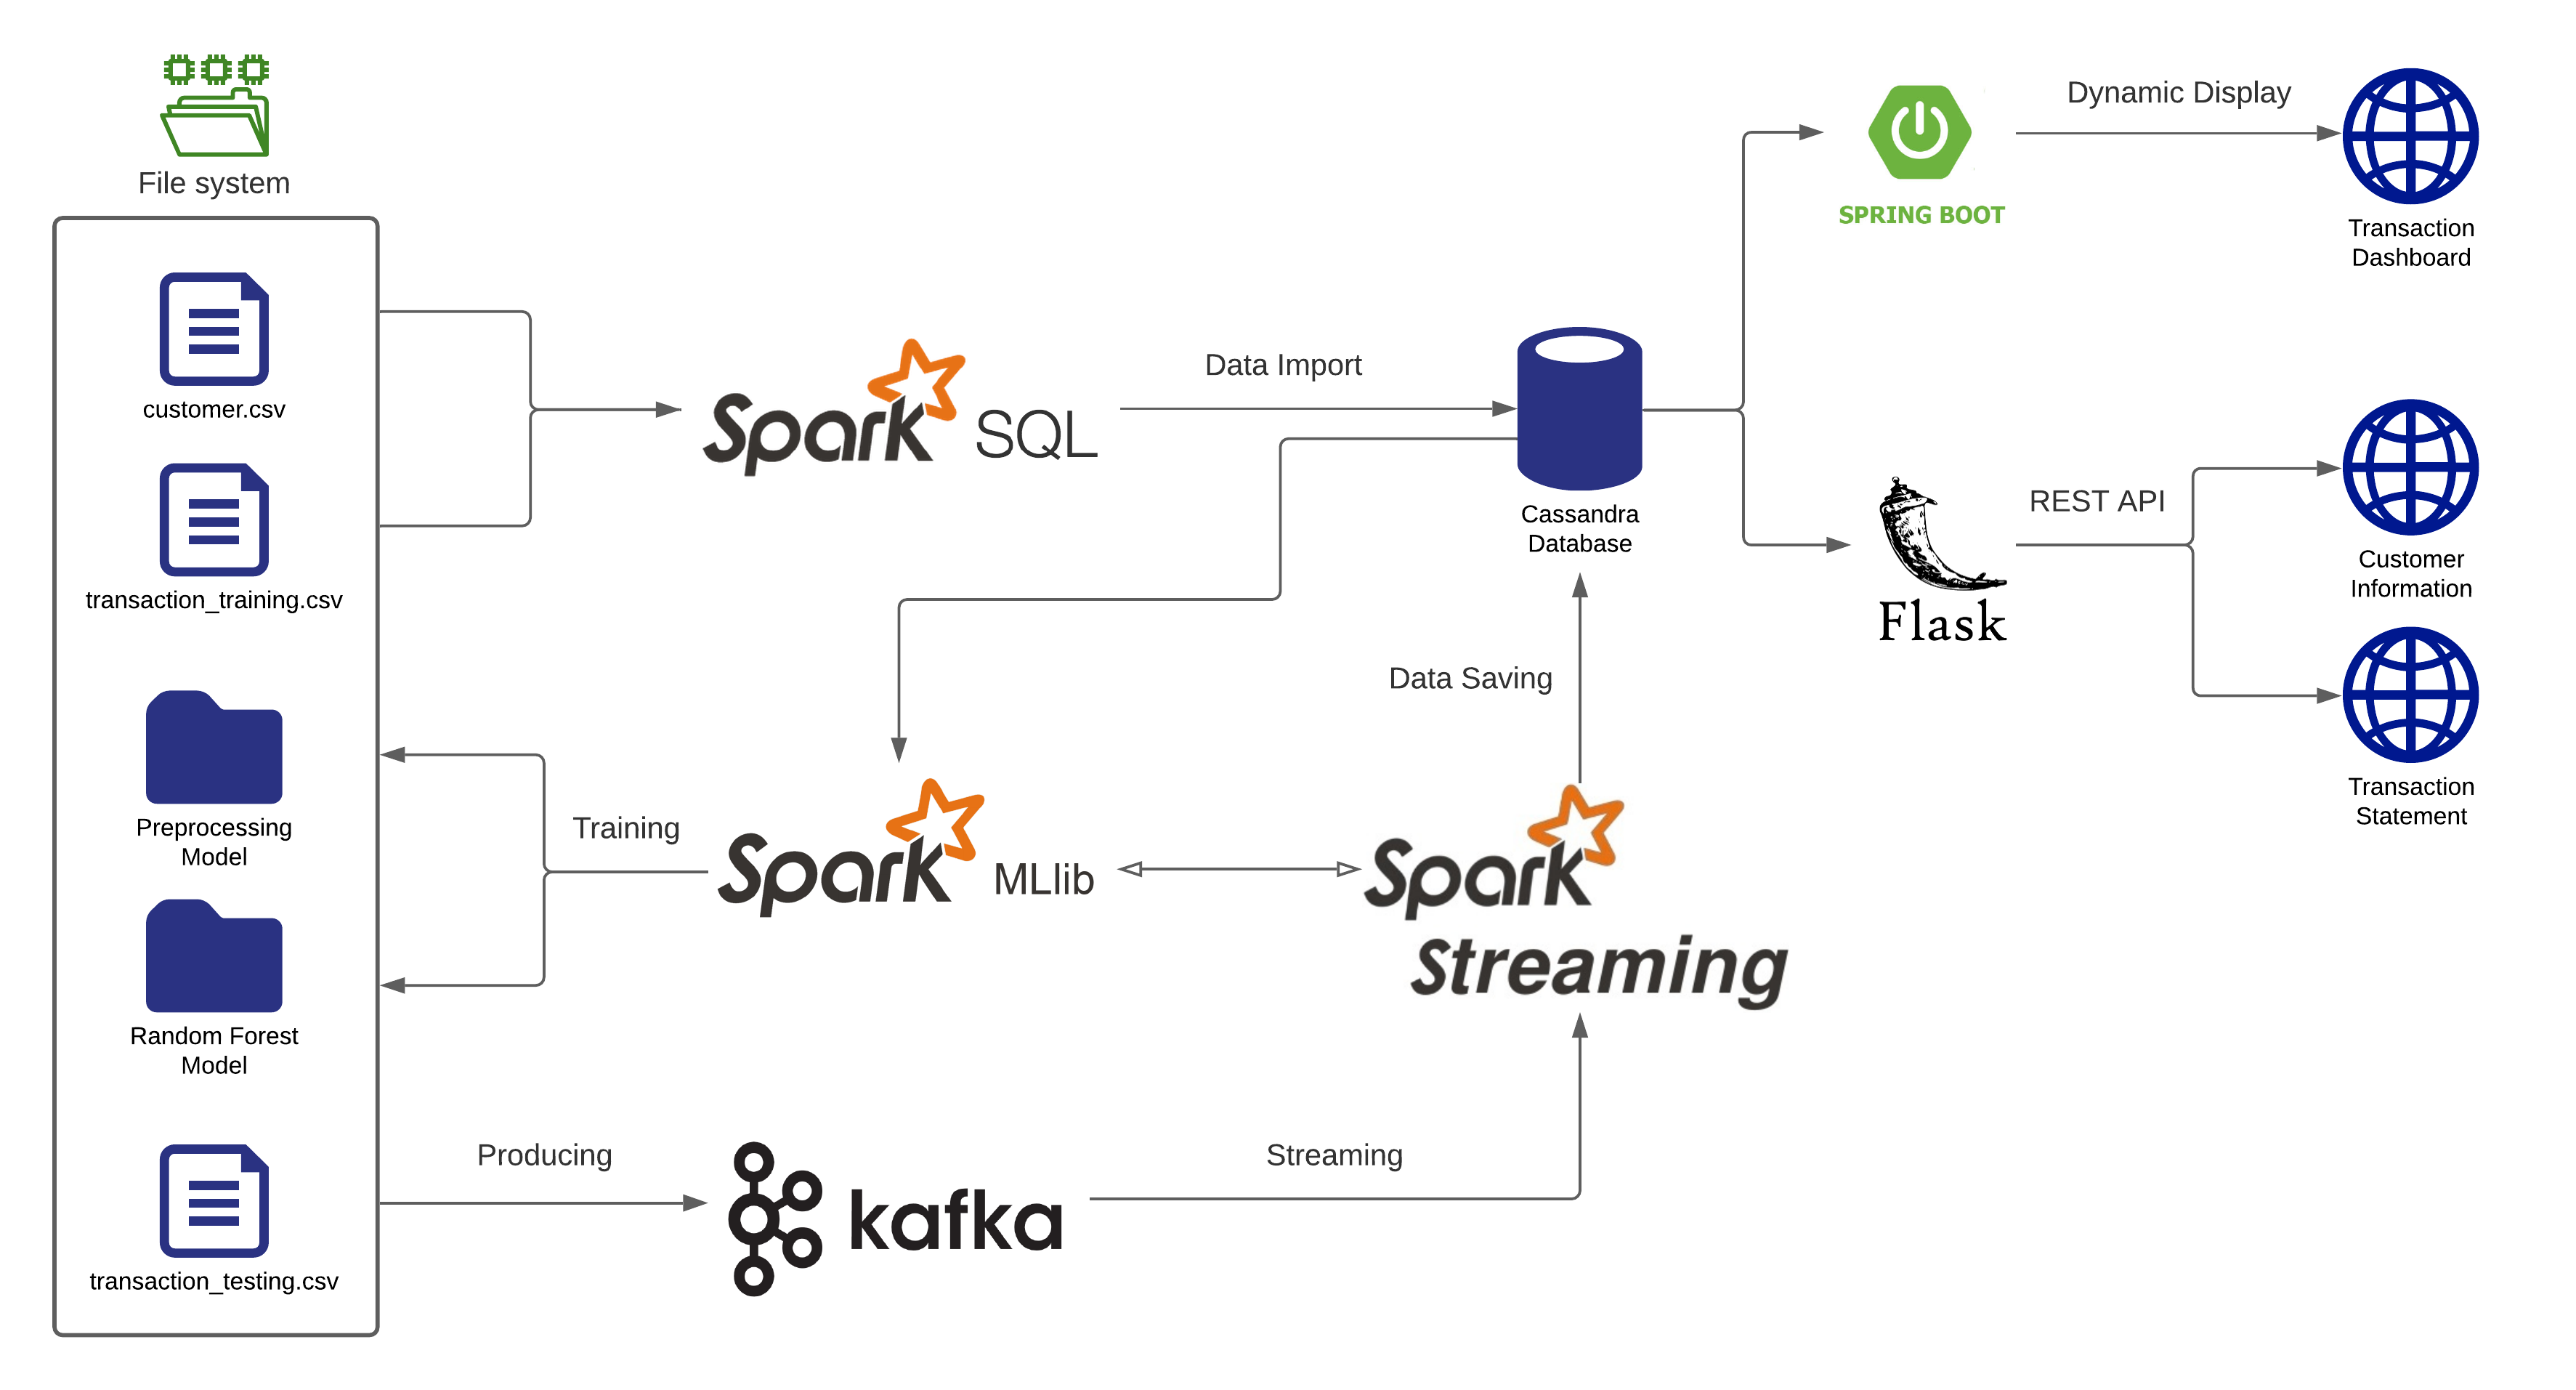 File system
customer.csv
transaction_training.csv
Preprocessing
Model
Random Forest
Model
transaction_testing.csv
Spark SQL
Data Import
Cassandra
Database
Training
Spark MLlib
Data Saving
Spark
Streaming
Producing
kafka
Streaming
SPRING BOOT
Dynamic Display
Transaction
Dashboard
Flask
REST API
Customer
Information
Transaction
Statement